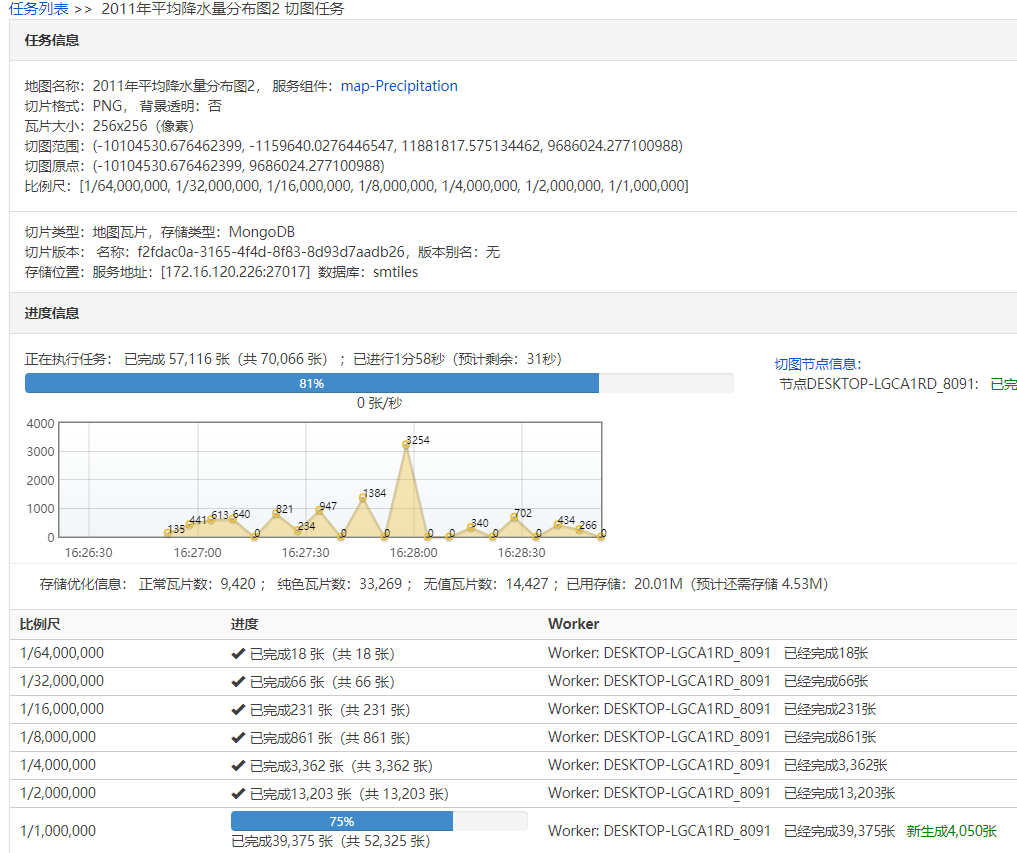 任务列表 >> 2011年平均降水量分布图2 切图任务
任务信息
地图名称：2011年平均降水量分布图2， 服务组件：map-Precipitation
切片格式：PNG， 背景透明：否
瓦片大小：256x256（像素）
切图范围：(-10104530.676462399, -1159640.0276446547, 11881817.575134462, 9686024.277100988)
切图原点：(-10104530.676462399, 9686024.277100988)
比例尺：[1/64,000,000, 1/32,000,000, 1/16,000,000, 1/8,000,000, 1/4,000,000, 1/2,000,000, 1/1,000,000]
切片类型：地图瓦片，存储类型：MongoDB
切片版本： 名称：f2fdac0a-3165-4f4d-8f83-8d93d7aadb26，版本别名：无
存储位置：服务地址：[172.16.120.226:27017] 数据库：smtiles
进度信息
正在执行任务： 已完成 57,116 张（共 70,066 张）；已进行1分58秒（预计剩余：31秒）
81%
0 张/秒
切图节点信息：
节点DESKTOP-LGCA1RD_8091： 已完
4000
3000
2000
1000
0
135 441 613 640 0 821 234 947 0 1384 0 3254 0 0 340 0 702 0 434 266 0
16:26:30 16:27:00 16:27:30 16:28:00 16:28:30
存储优化信息： 正常瓦片数：9,420； 纯色瓦片数：33,269； 无值瓦片数：14,427；已用存储：20.01M（预计还需存储 4.53M）
比例尺 进度 Worker
1/64,000,000 ✔ 已完成18 张（共 18 张） Worker: DESKTOP-LGCA1RD_8091 已经完成18张
1/32,000,000 ✔ 已完成66 张（共 66 张） Worker: DESKTOP-LGCA1RD_8091 已经完成66张
1/16,000,000 ✔ 已完成231 张（共 231 张） Worker: DESKTOP-LGCA1RD_8091 已经完成231张
1/8,000,000 ✔ 已完成861 张（共 861 张） Worker: DESKTOP-LGCA1RD_8091 已经完成861张
1/4,000,000 ✔ 已完成3,362 张（共 3,362 张） Worker: DESKTOP-LGCA1RD_8091 已经完成3,362张
1/2,000,000 ✔ 已完成13,203 张（共 13,203 张） Worker: DESKTOP-LGCA1RD_8091 已经完成13,203张
75%
1/1,000,000 已完成39,375 张（共 52,325 张） Worker: DESKTOP-LGCA1RD_8091 已经完成39,375张 新生成4,050张